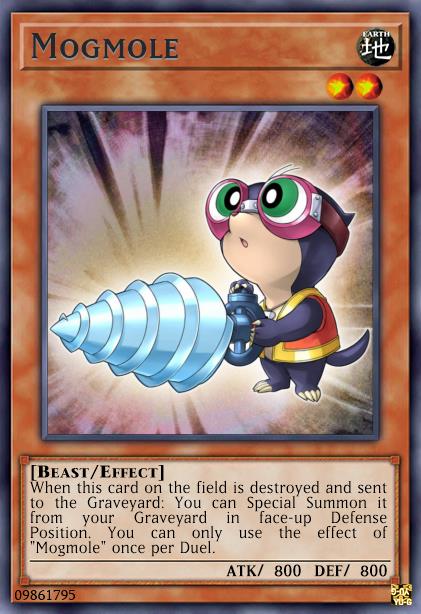 MOGMOLE
EARTH
地
[BEAST/EFFECT]
When this card on the field is destroyed and sent
to the Graveyard: You can Special Summon it
from your Graveyard in face-up Defense
Position. You can only use the effect of
"Mogmole" once per Duel.
ATK/ 800 DEF/ 800
09861795